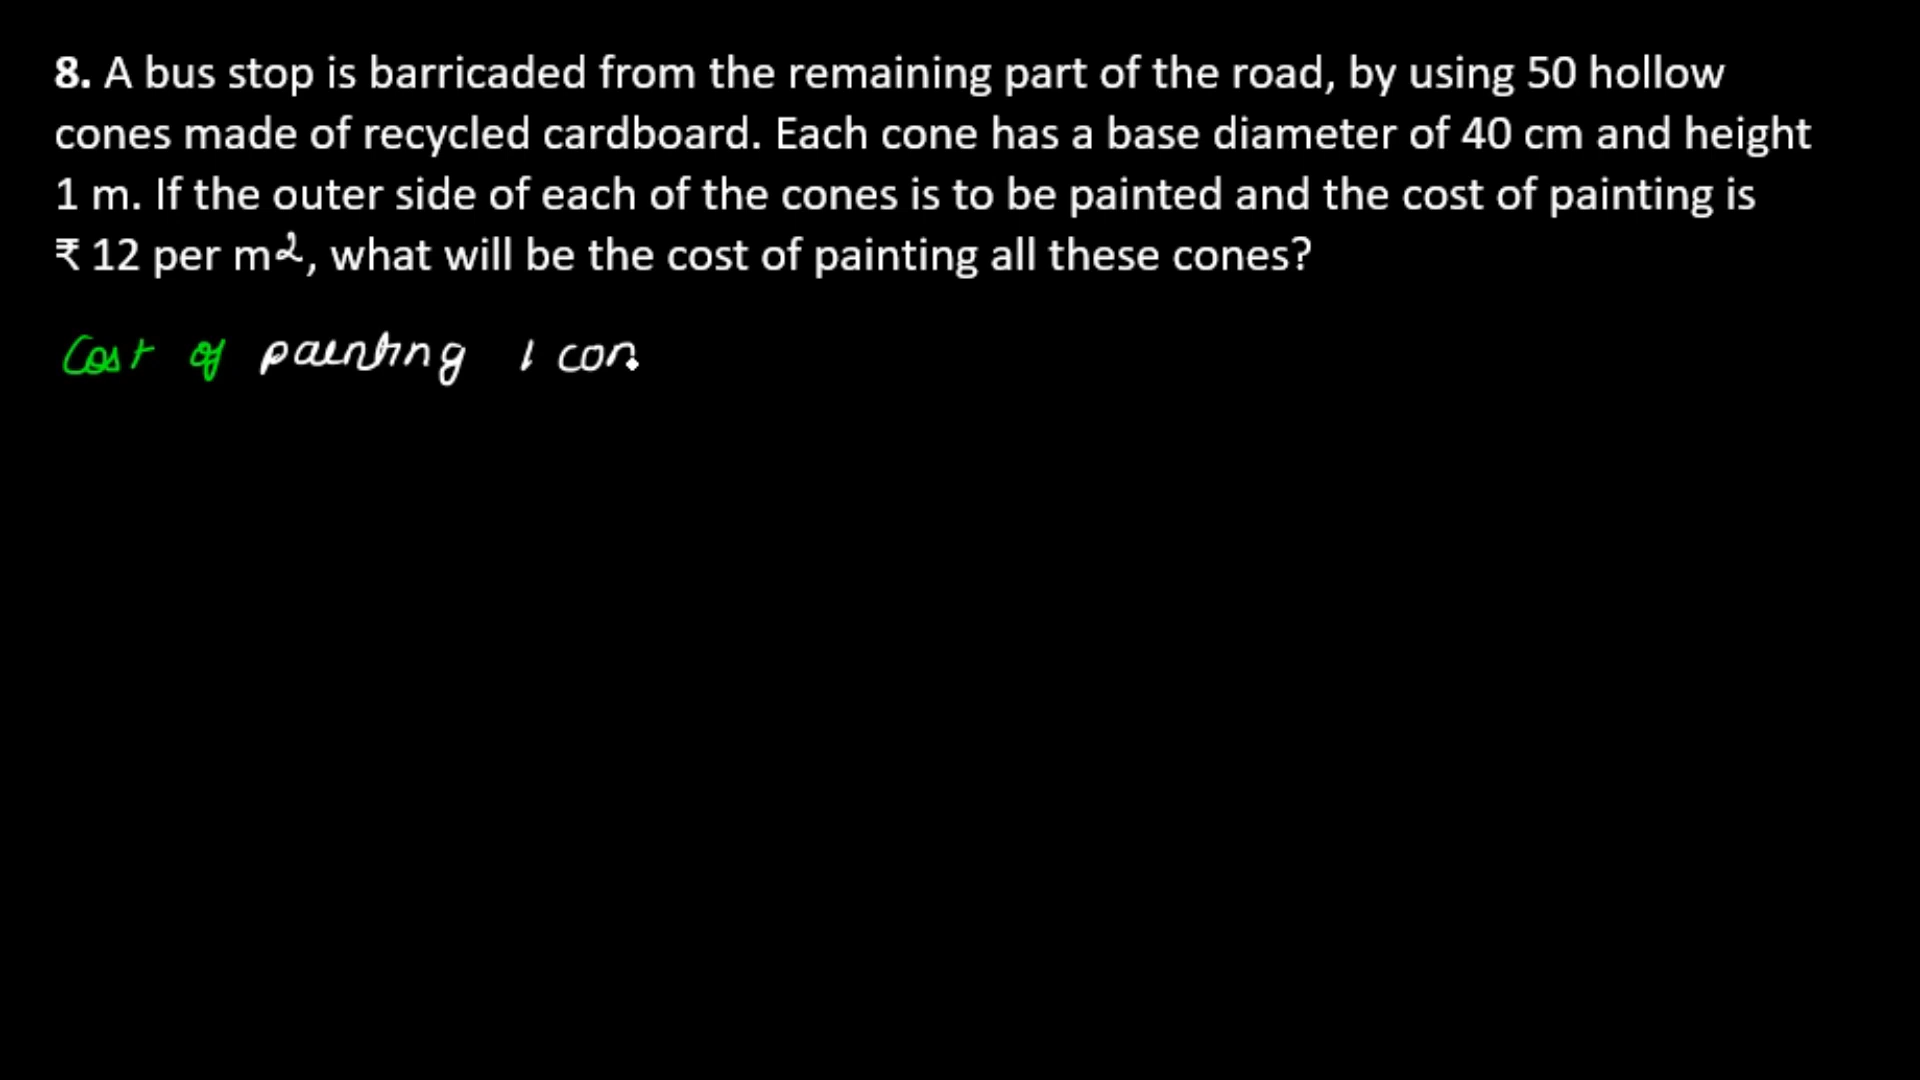 8. A bus stop is barricaded from the remaining part of the road, by using 50 hollow
cones made of recycled cardboard. Each cone has a base diameter of 40 cm and height
1 m. If the outer side of each of the cones is to be painted and the cost of painting is
₹ 12 per m2, what will be the cost of painting all these cones?
Cost of painting 1 con